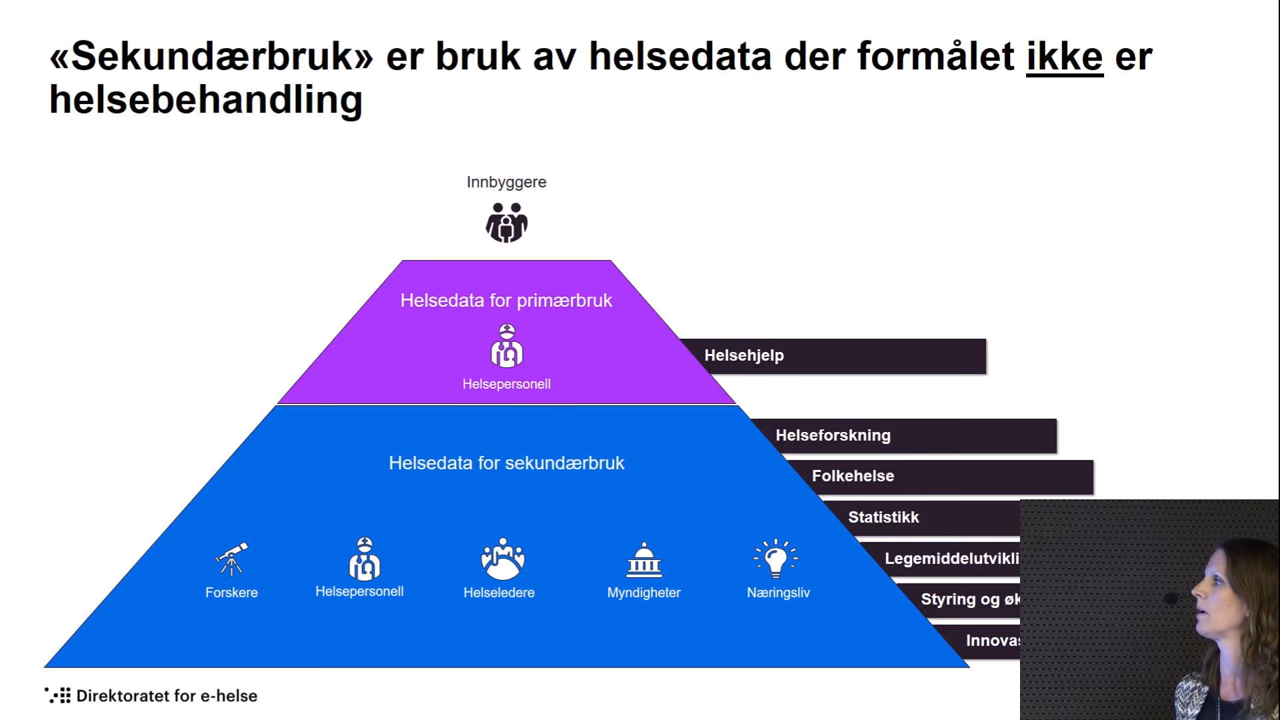 «Sekundærbruk» er bruk av helsedata der formålet ikke er
helsebehandling
Innbyggere
Helsedata for primærbruk
Helsepersonell
Helsehjelp
Helsedata for sekundærbruk
Helseforskning
Folkehelse
Statistikk
Legemiddelutvikli
Styring og øk
Innovas
Forskere
Helsepersonell
Helseledere
Myndigheter
Næringsliv
Direktoratet for e-helse